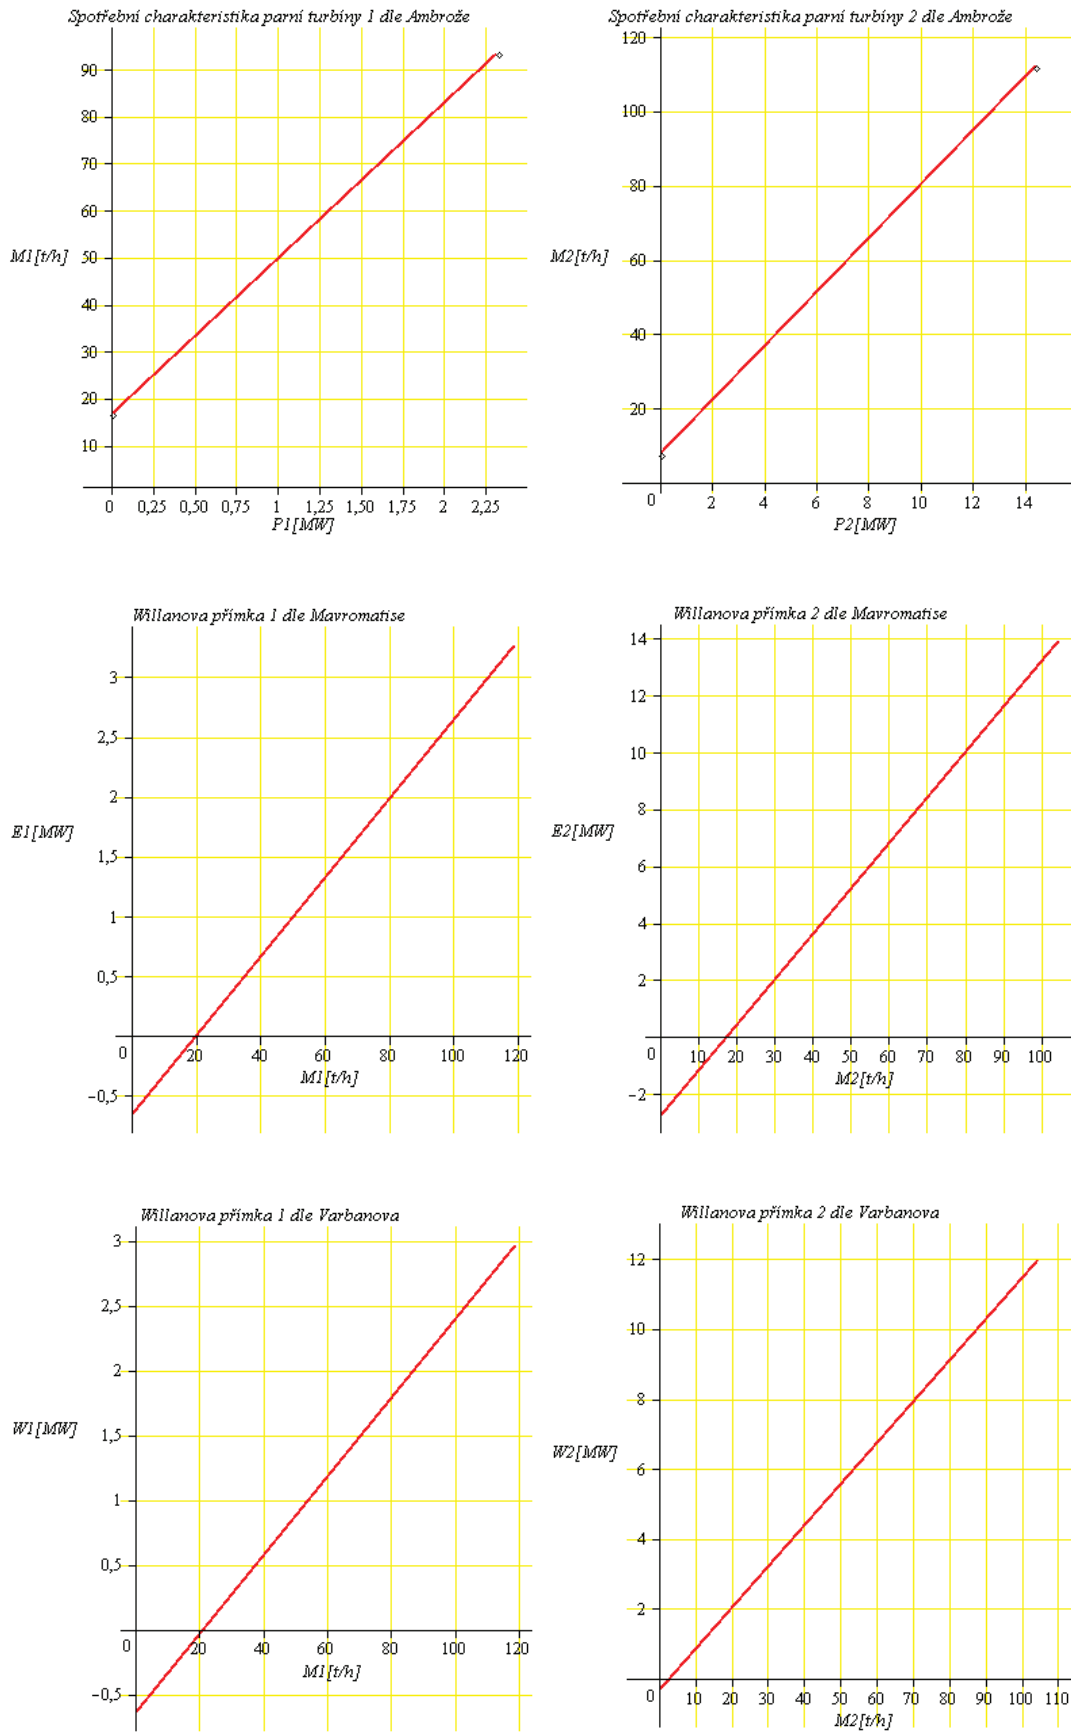 Spotřební charakteristika parní turbíny 1 dle Ambrože
90
80
70
60
M1[t/h]
50
40
30
20
10
0 0,25 0,50 0,75 1 1,25 1,50 1,75 2 2,25
P1[MW]
Spotřební charakteristika parní turbíny 2 dle Ambrože
120
100
80
M2[t/h]
60
40
20
0 2 4 6 8 10 12 14
P2[MW]
Willanova přímka 1 dle Mavromatise
3
2,5
2
E1[MW]
1,5
1
0,5
0 20 40 60 80 100 120
M1[t/h]
−0,5
Willanova přímka 2 dle Mavromatise
14
12
10
8
E2[MW]
6
4
2
0 10 20 30 40 50 60 70 80 90 100
M2[t/h]
−2
Willanova přímka 1 dle Varbanova
3
2,5
2
W1[MW]
1,5
1
0,5
0 20 40 60 80 100 120
M1[t/h]
−0,5
Willanova přímka 2 dle Varbanova
12
10
8
W2[MW]
6
4
2
0 10 20 30 40 50 60 70 80 90 100 110
M2[t/h]